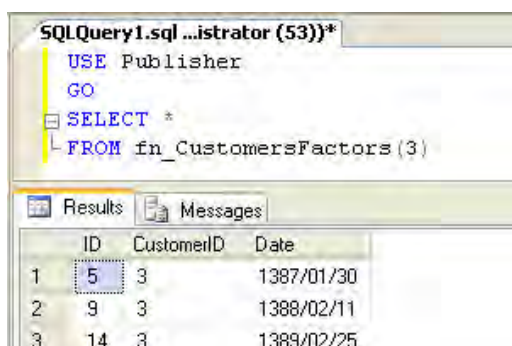 SQLQuery1.sql ...istrator (53))*
USE Publisher
GO
SELECT *
FROM fn_CustomersFactors(3)
Results Messages
ID CustomerID Date
1 5 3 1387/01/30
2 9 3 1388/02/11
3 14 3 1389/02/25